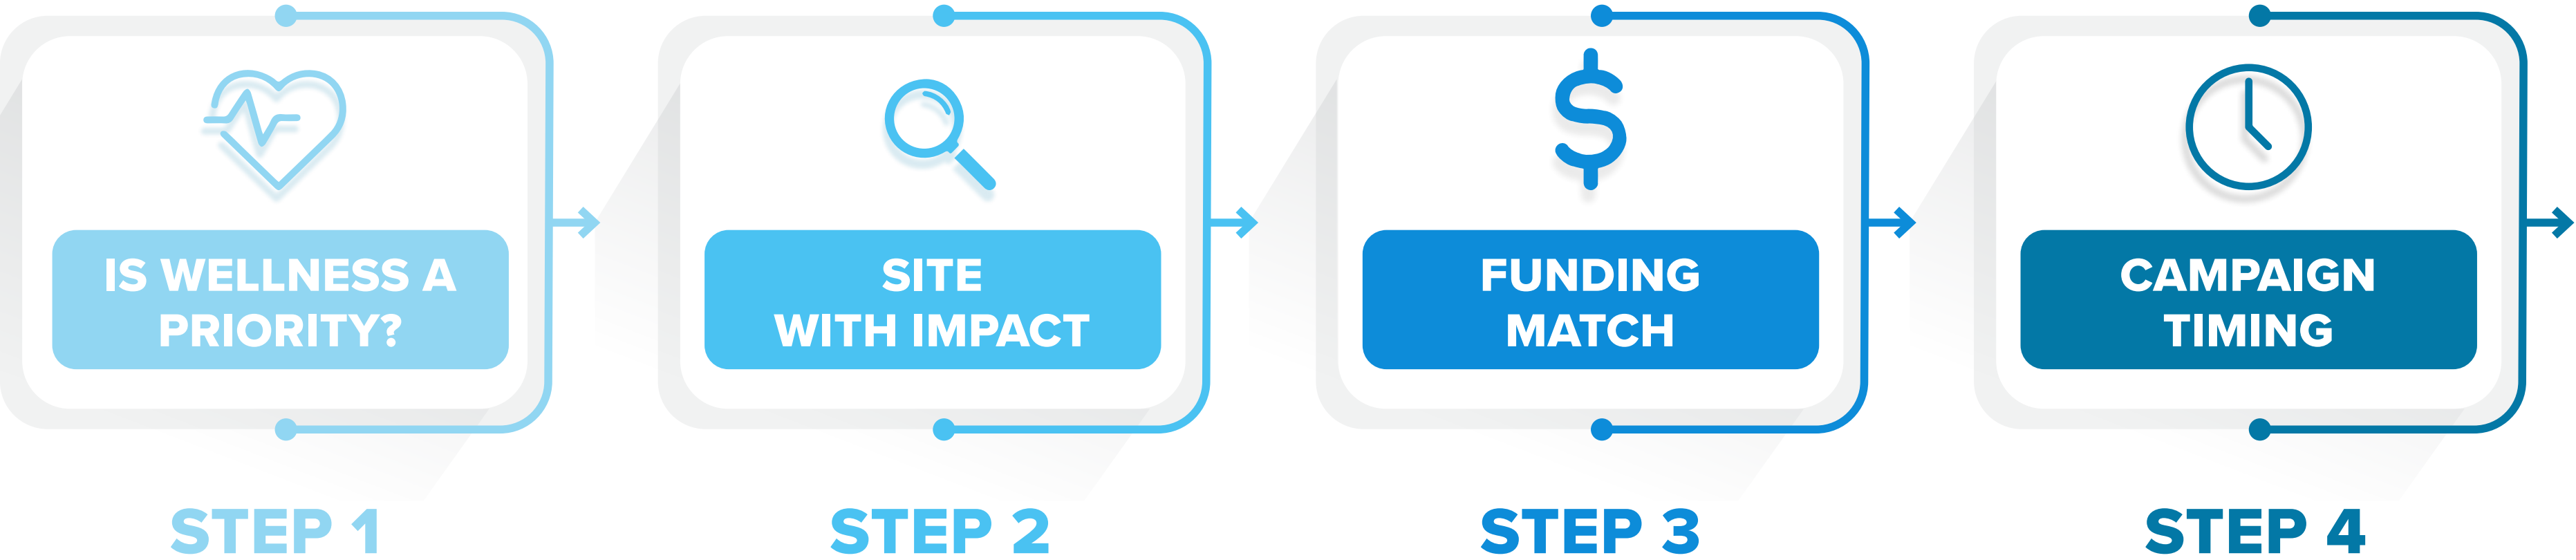 IS WELLNESS A
PRIORITY?
STEP 1
SITE
WITH IMPACT
STEP 2
FUNDING
MATCH
STEP 3
CAMPAIGN
TIMING
STEP 4